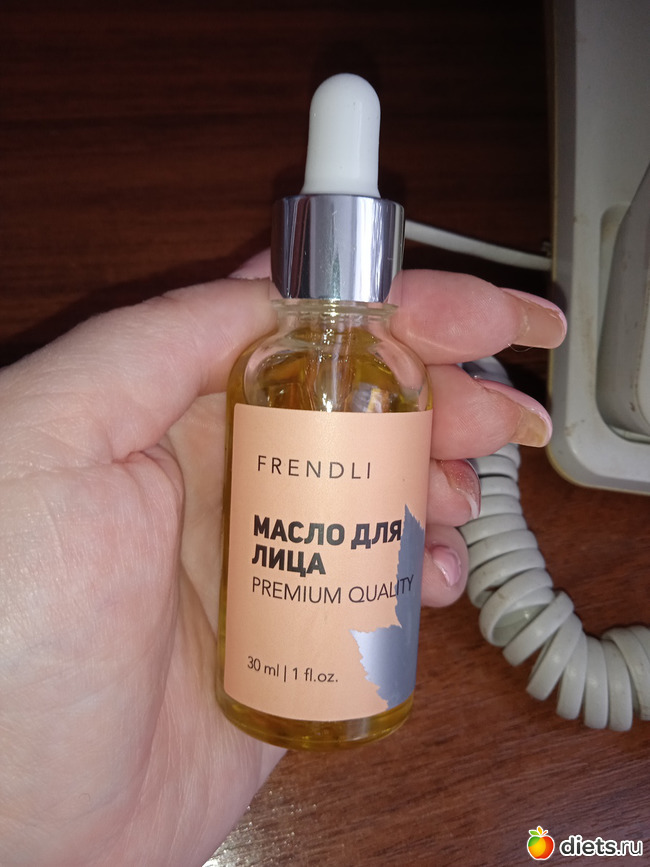 FRENDLI
МАСЛО ДЛЯ
ЛИЦА
PREMIUM QUALITY
30 ml | 1 fl.oz.
diets.ru